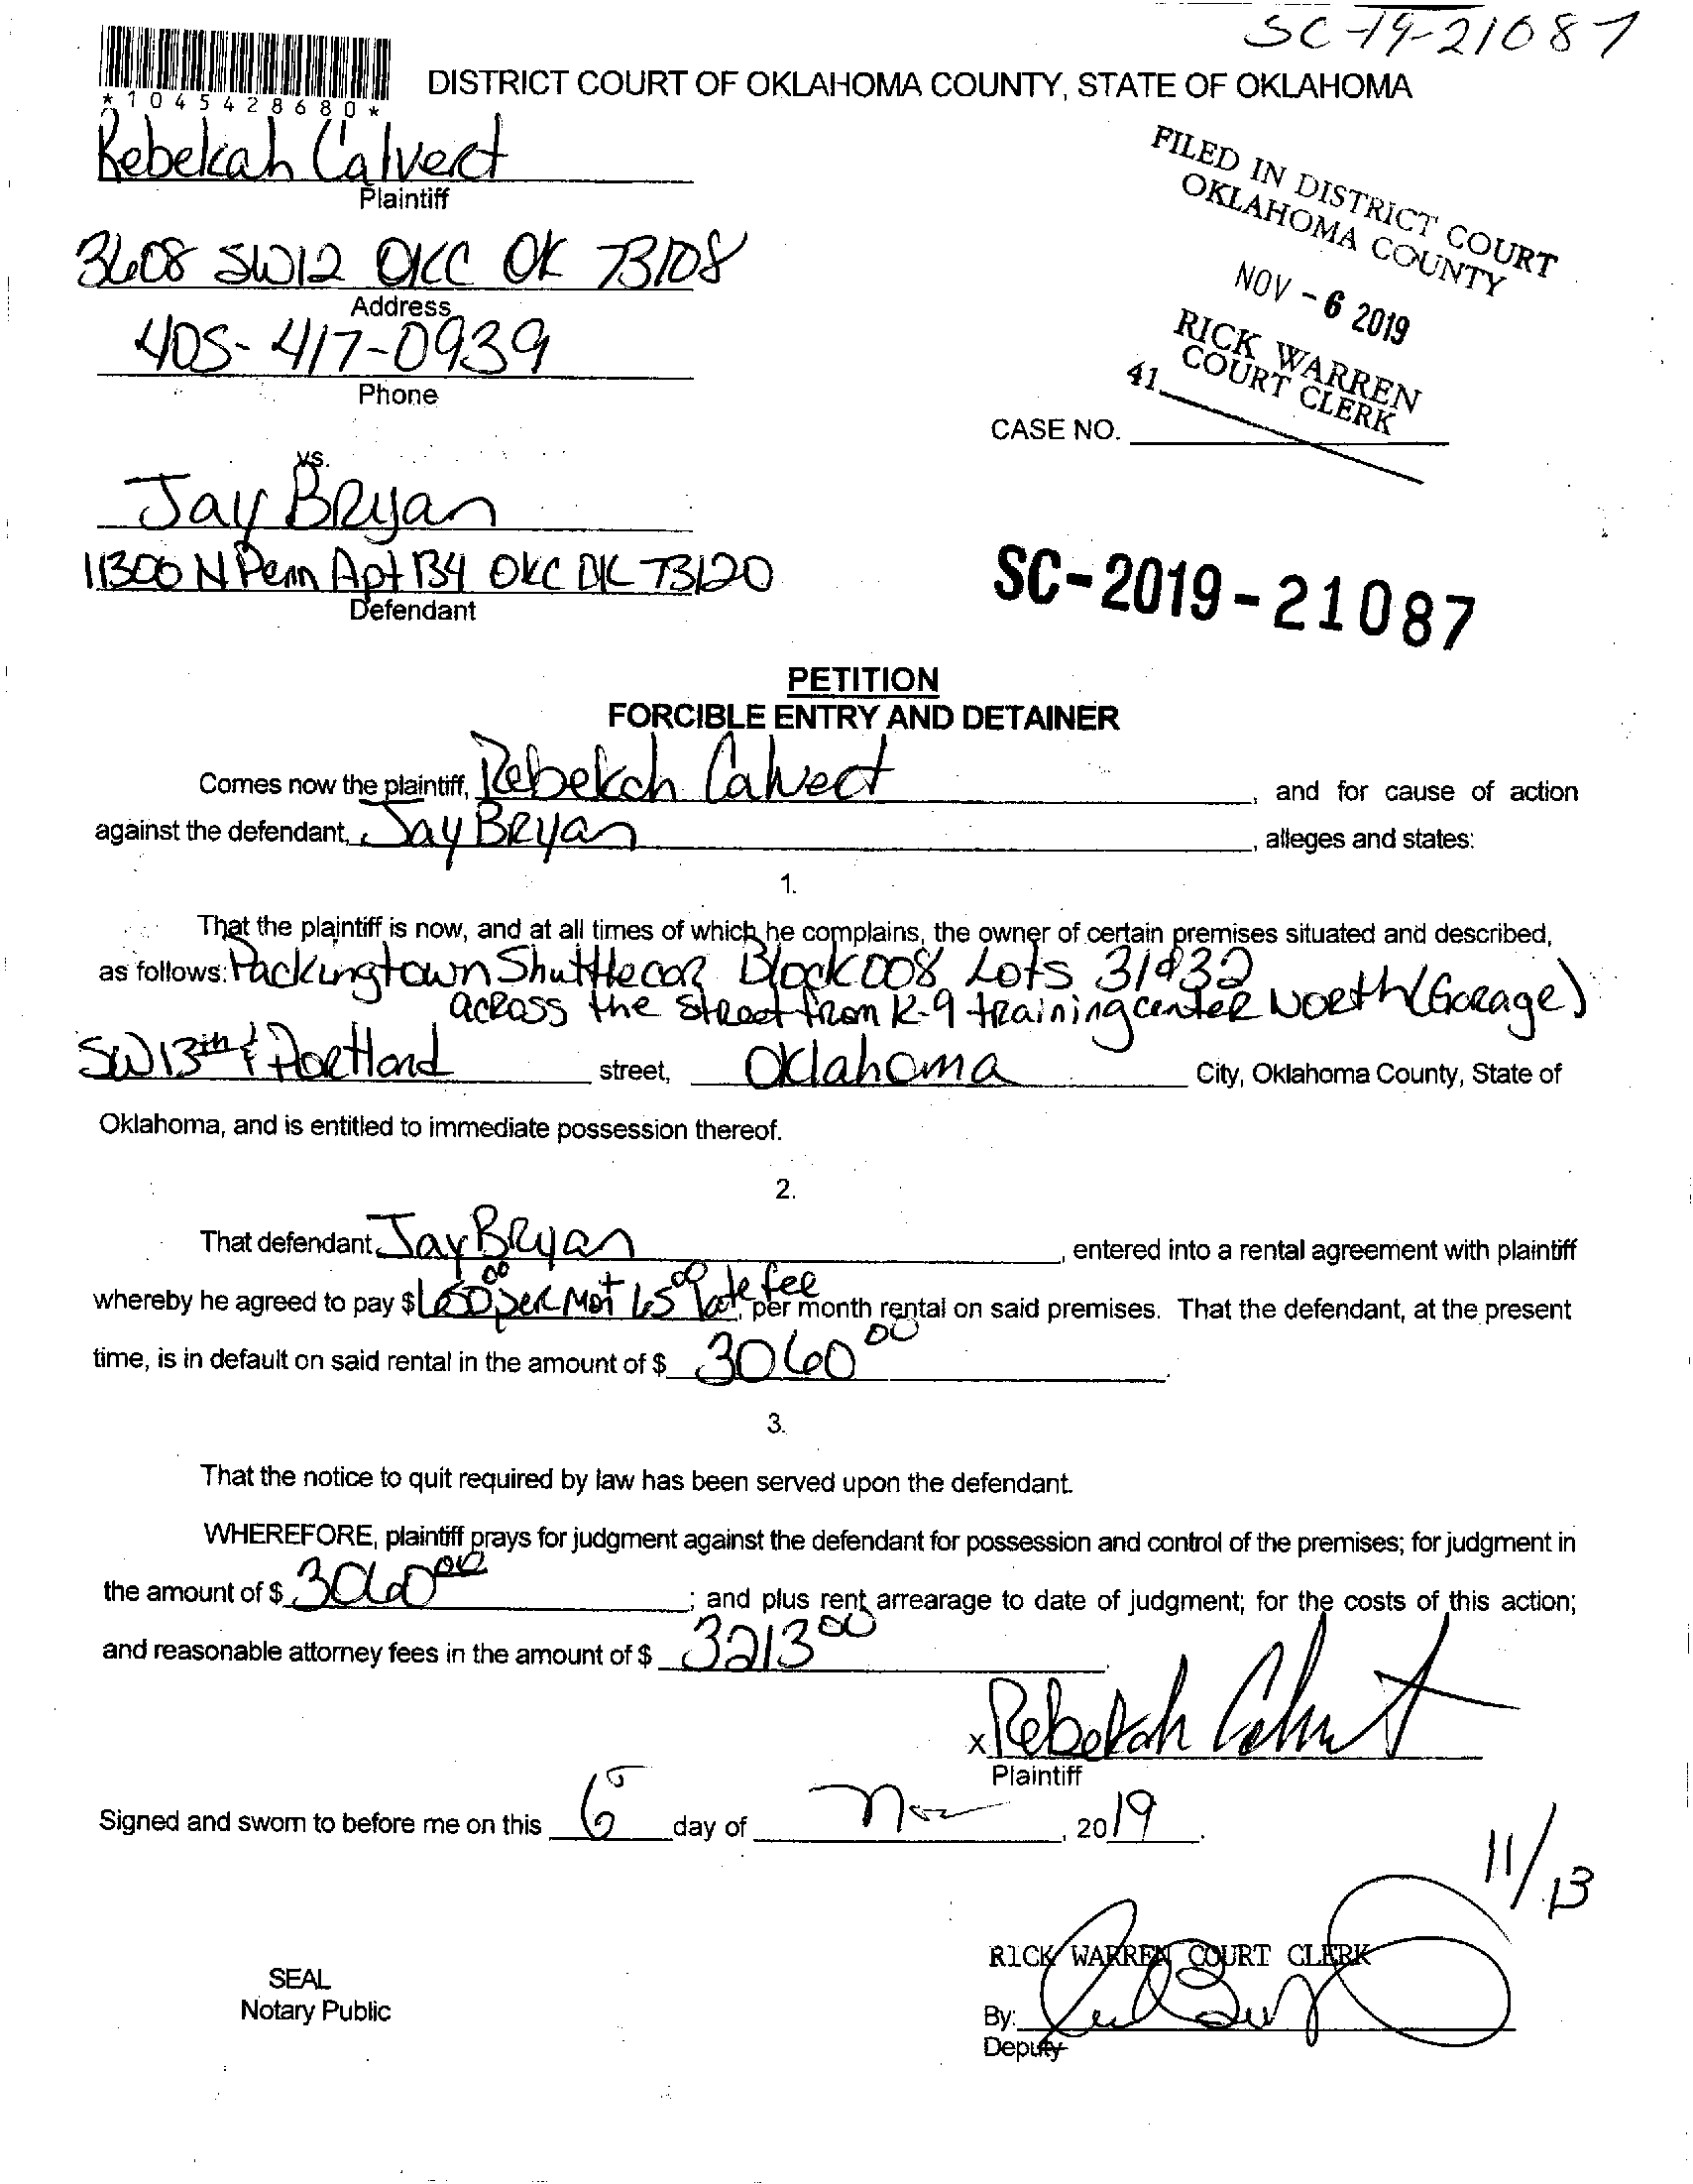 SC-19-21087
*1045428680*
DISTRICT COURT OF OKLAHOMA COUNTY, STATE OF OKLAHOMA
Rebekah Calvert
Plaintiff
FILED IN DISTRICT COURT
OKLAHOMA COUNTY
3608 SW12 OKC OK 73108
Address
NOV - 6 2019
405-417-0939
Phone
RICK WARREN
COURT CLERK
41
CASE NO.
vs.
Jay Bryan
11300 N Penn Apt 134 OKC OK 73120
Defendant
SC-2019-21087
PETITION
FORCIBLE ENTRY AND DETAINER
Comes now the plaintiff, Rebekah Calvert, and for cause of action
against the defendant, Jay Bryan, alleges and states:
1.
That the plaintiff is now, and at all times of which he complains, the owner of certain premises situated and described,
as follows: Packingtown Shuttlecar Block 008 Lots 31&32
across the street from K-9 training center North (Garage)
SW 13th & Portland street, Oklahoma City, Oklahoma County, State of
Oklahoma, and is entitled to immediate possession thereof.
2.
That defendant Jay Bryan, entered into a rental agreement with plaintiff
whereby he agreed to pay $ per Mo + late fee, per month rental on said premises. That the defendant, at the present
time, is in default on said rental in the amount of $ 3060 00.
3.
That the notice to quit required by law has been served upon the defendant.
WHEREFORE, plaintiff prays for judgment against the defendant for possession and control of the premises; for judgment in
the amount of $ 3060 00; and plus rent arrearage to date of judgment; for the costs of this action;
and reasonable attorney fees in the amount of $ 3213 00.
x Rebekah Calvert
Plaintiff
Signed and sworn to before me on this 6 day of Nov, 2019.
11/13
RICK WARREN COURT CLERK
SEAL
Notary Public
By:
Deputy